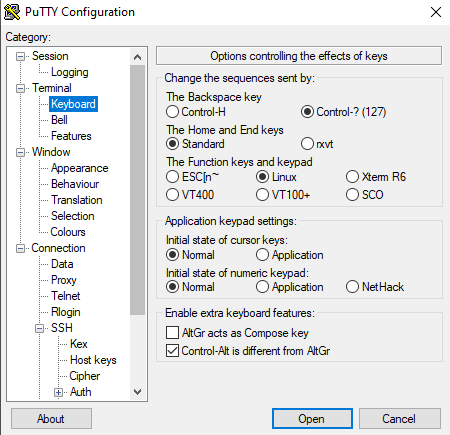 PuTTY Configuration
Category:
Session
Logging
Terminal
Keyboard
Bell
Features
Window
Appearance
Behaviour
Translation
Selection
Colours
Connection
Data
Proxy
Telnet
Rlogin
SSH
Kex
Host keys
Cipher
Auth
Options controlling the effects of keys
Change the sequences sent by:
The Backspace key
Control-H Control-? (127)
The Home and End keys
Standard rxvt
The Function keys and keypad
ESC[n~ Linux Xterm R6
VT400 VT100+ SCO
Application keypad settings:
Initial state of cursor keys:
Normal Application
Initial state of numeric keypad:
Normal Application NetHack
Enable extra keyboard features:
AltGr acts as Compose key
Control-Alt is different from AltGr
About Open Cancel